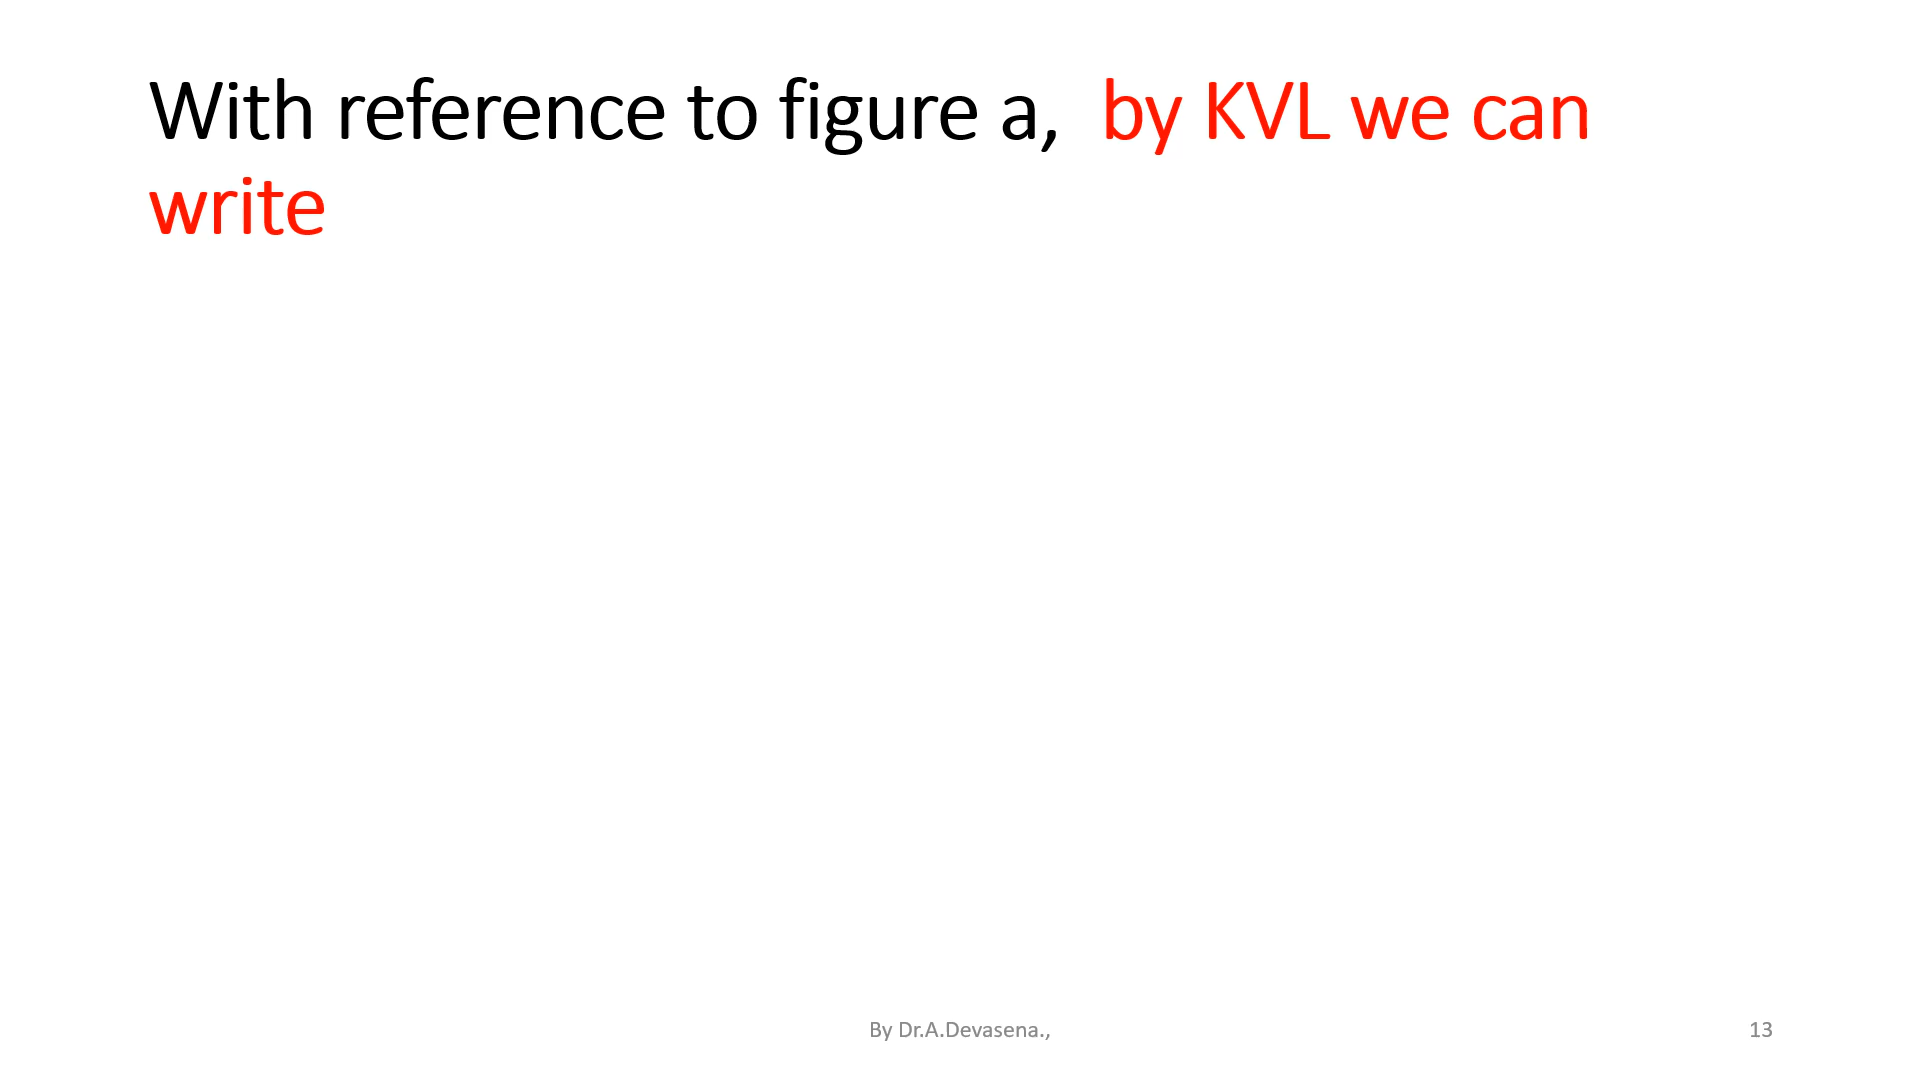 With reference to figure a,  by KVL we can
write
By Dr.A.Devasena.,
13